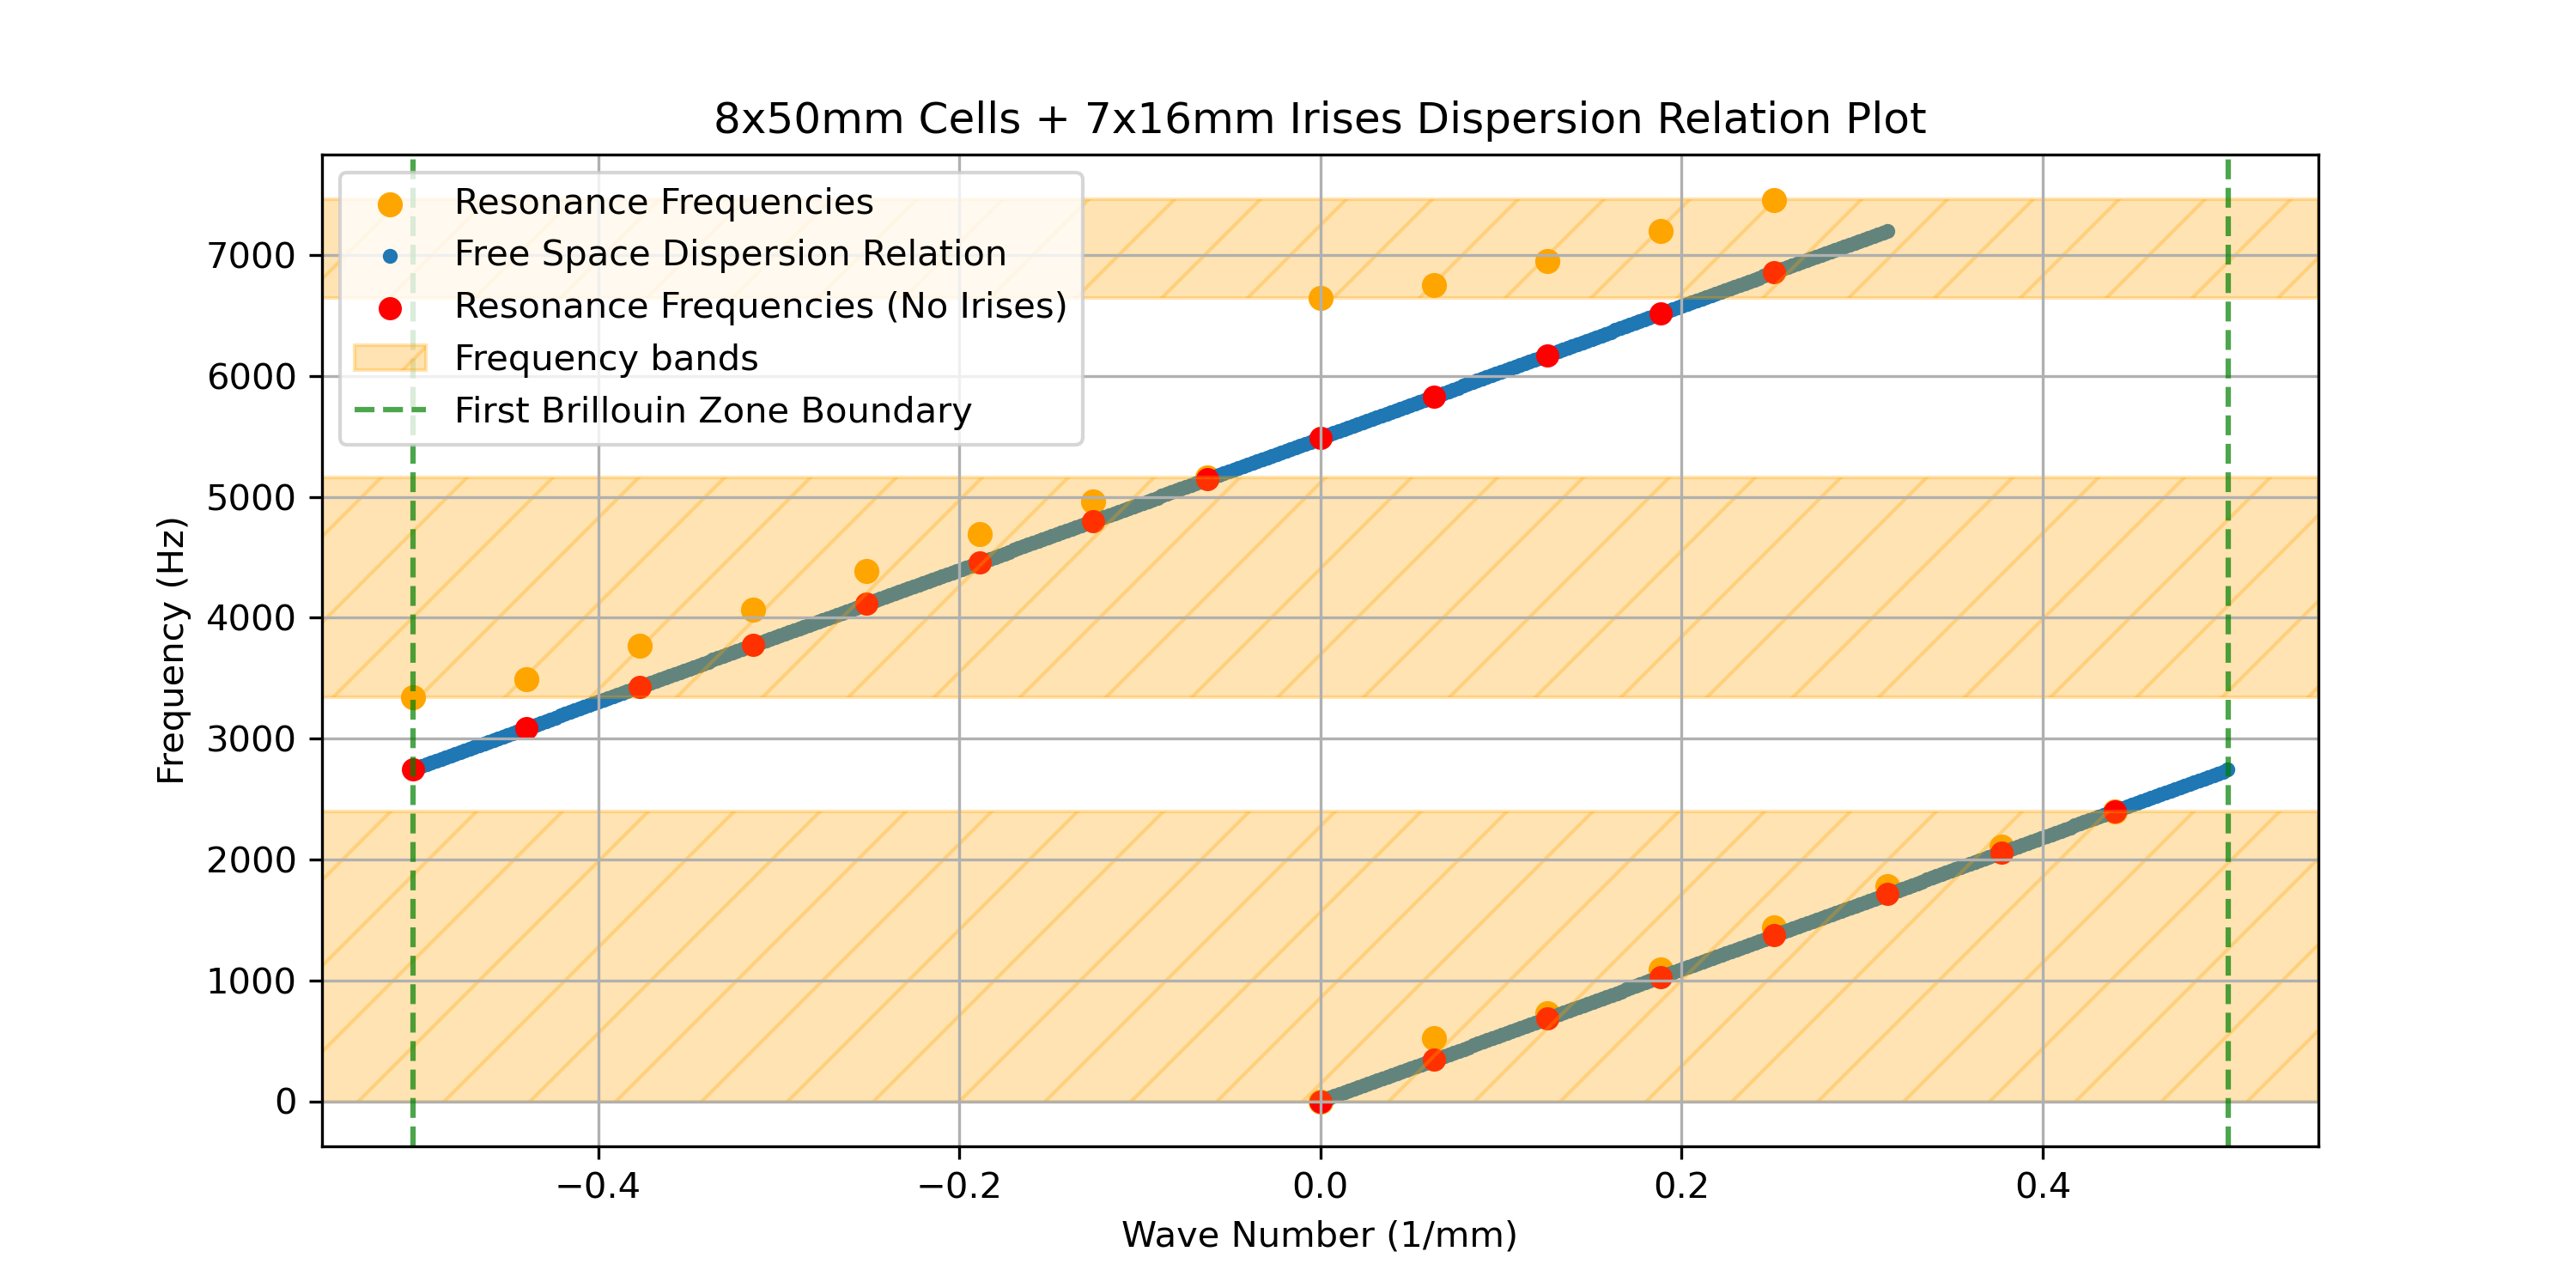 8x50mm Cells + 7x16mm Irises Dispersion Relation Plot
Resonance Frequencies
Free Space Dispersion Relation
Resonance Frequencies (No Irises)
Frequency bands
First Brillouin Zone Boundary
7000
6000
5000
4000
3000
2000
1000
0
Frequency (Hz)
−0.4
−0.2
0.0
0.2
0.4
Wave Number (1/mm)